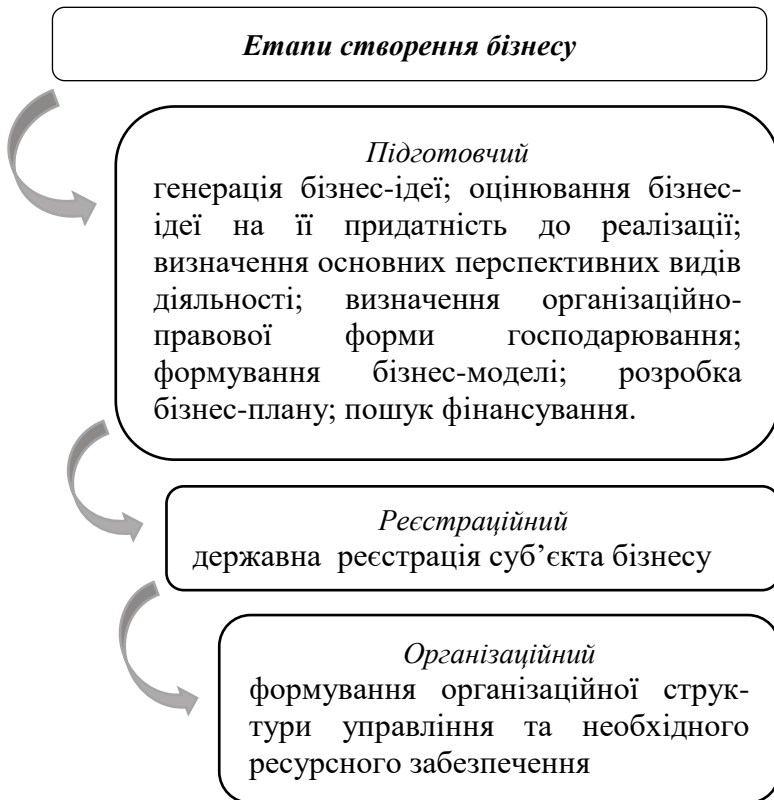 Етапи створення бізнесу
Підготовчий
генерація бізнес-ідеї; оцінювання бізнес-
ідеї на її придатність до реалізації;
визначення основних перспективних видів
діяльності; визначення організаційно-
правової форми господарювання;
формування бізнес-моделі; розробка
бізнес-плану; пошук фінансування.
Реєстраційний
державна реєстрація суб’єкта бізнесу
Організаційний
формування організаційної струк-
тури управління та необхідного
ресурсного забезпечення